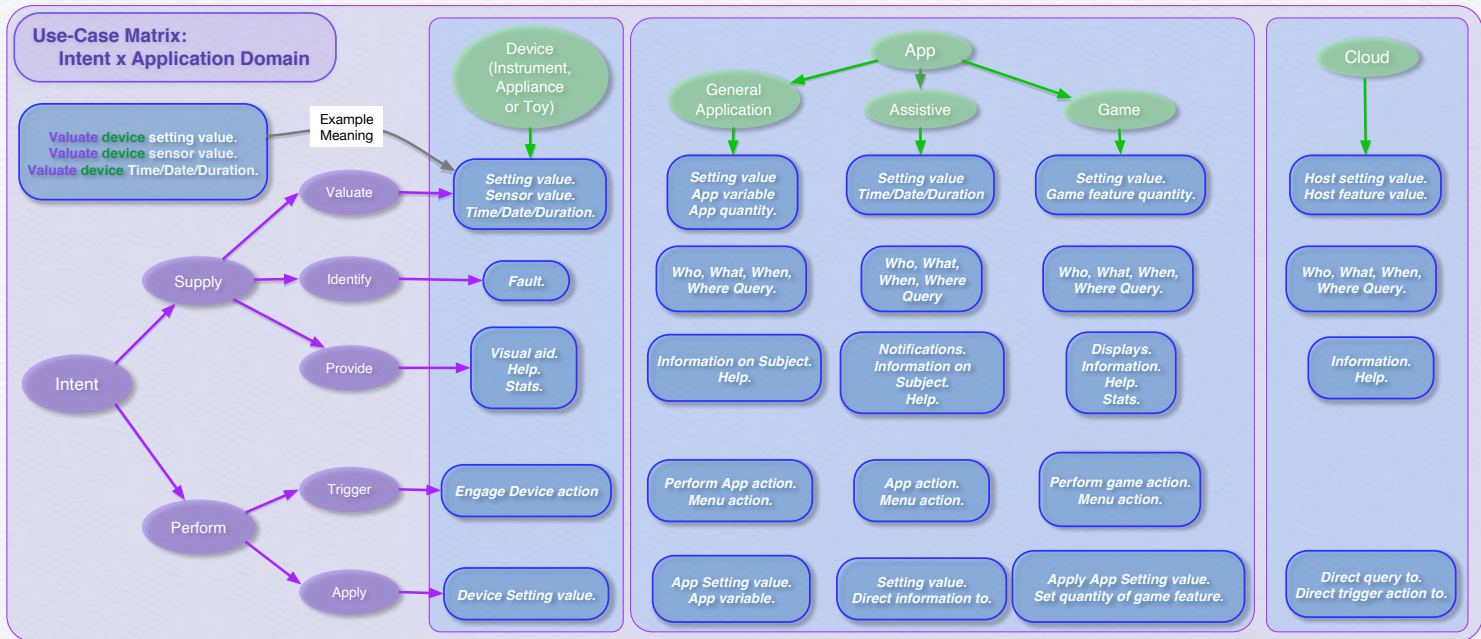 Use-Case Matrix:
Intent x Application Domain
Device
(Instrument,
Appliance
or Toy)
App
Cloud
General
Application
Assistive
Game
Valuate device setting value.
Valuate device sensor value.
Valuate device Time/Date/Duration.
Example
Meaning
Valuate
Setting value.
Sensor value.
Time/Date/Duration.
Setting value
App variable
App quantity.
Setting value
Time/Date/Duration
Setting value.
Game feature quantity.
Host setting value.
Host feature value.
Supply
Identify
Fault.
Who, What, When,
Where Query.
Who, What,
When, Where
Query
Who, What, When,
Where Query.
Who, What, When,
Where Query.
Intent
Provide
Visual aid.
Help.
Stats.
Information on Subject.
Help.
Notifications.
Information on
Subject.
Help.
Displays.
Information.
Help.
Stats.
Information.
Help.
Perform
Trigger
Engage Device action
Perform App action.
Menu action.
App action.
Menu action.
Perform game action.
Menu action.
Apply
Device Setting value.
App Setting value.
App variable.
Setting value.
Direct information to.
Apply App Setting value.
Set quantity of game feature.
Direct query to.
Direct trigger action to.